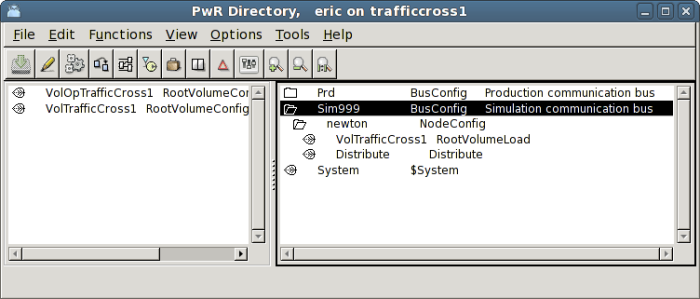 PwR Directory, eric on trafficcross1
File Edit Functions View Options Tools Help
VolOpTrafficCross1 RootVolumeCon
VolTrafficCross1 RootVolumeConfig
Prd BusConfig Production communication bus
Sim999 BusConfig Simulation communication bus
newton NodeConfig
VolTrafficCross1 RootVolumeLoad
Distribute Distribute
System $System